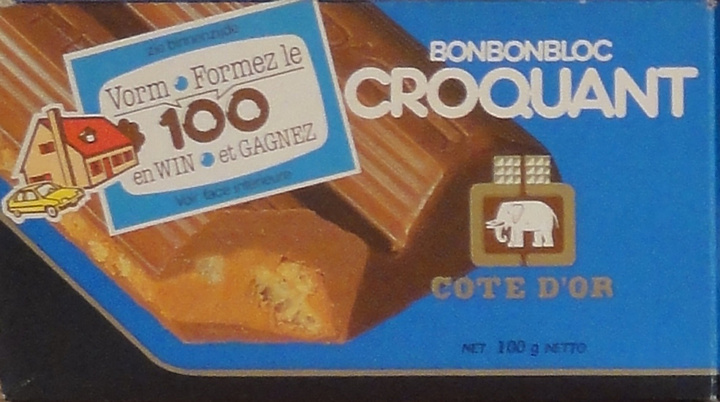 zie binnenzijde
Vorm Formez le
100
en WIN et GAGNEZ
Voir face intérieure
BONBONBLOC
CROQUANT
COTE D'OR
NET 100 g NETTO